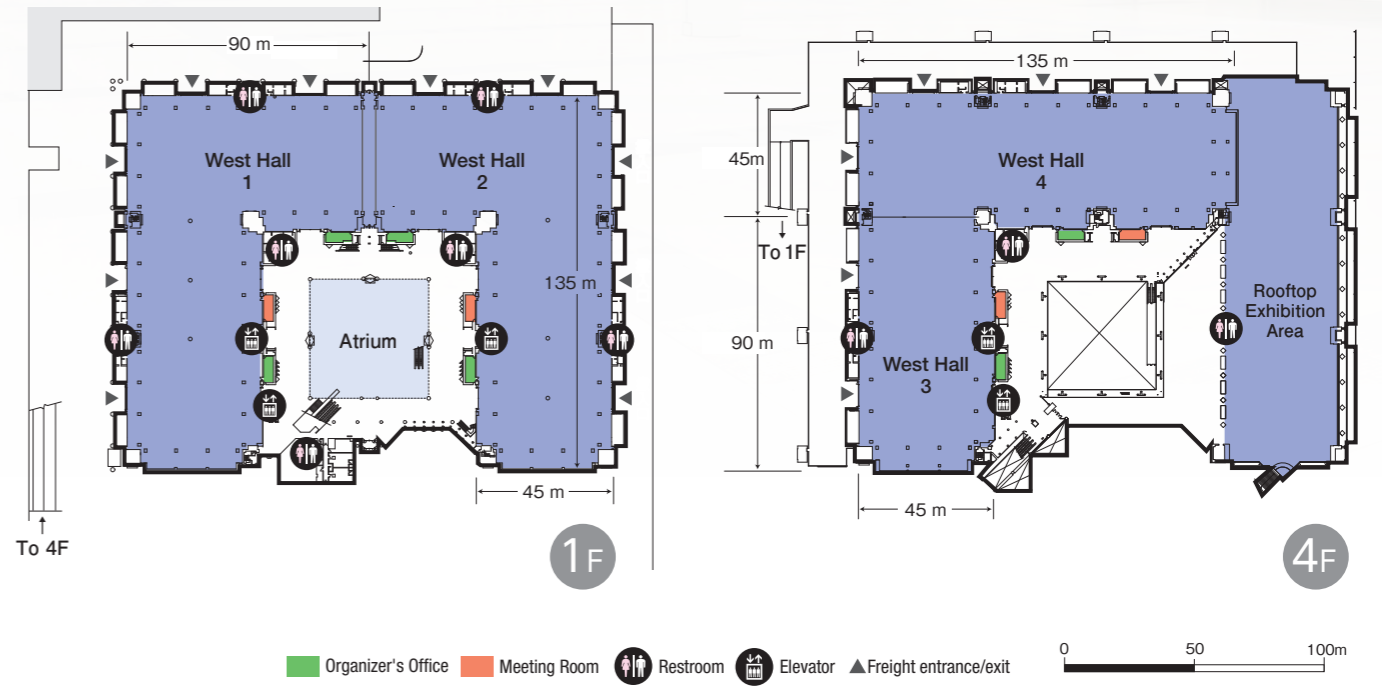 90 m
West Hall
1
West Hall
2
135 m
Atrium
45 m
To 4F
1F
135 m
45m
West Hall
4
To 1F
90 m
Rooftop
Exhibition
Area
West Hall
3
45 m
4F
Organizer's Office
Meeting Room
Restroom
Elevator
Freight entrance/exit
0 50 100m